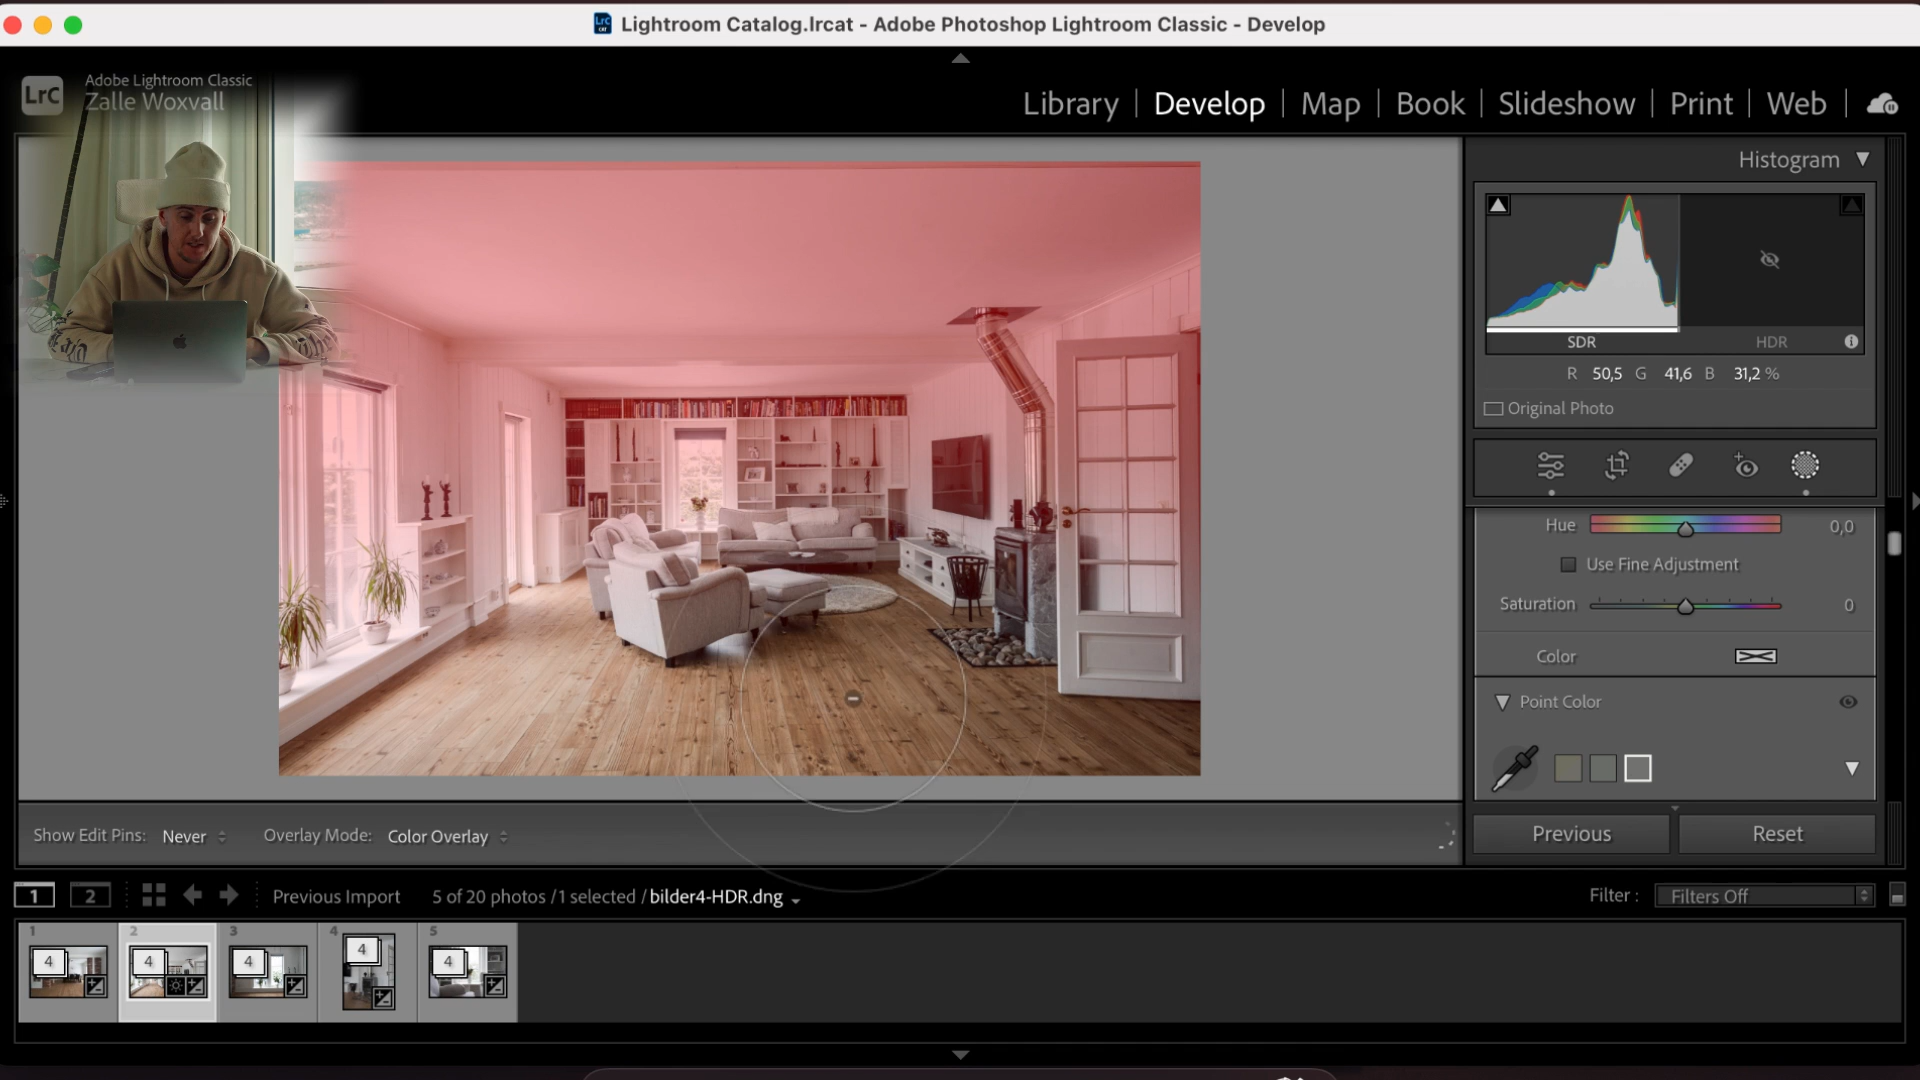 Lightroom Catalog.lrcat - Adobe Photoshop Lightroom Classic - Develop
LrC
Adobe Lightroom Classic
Zalle Woxvall
Library | Develop | Map | Book | Slideshow | Print | Web
Histogram
SDR
HDR
R 50,5 G 41,6 B 31,2 %
Original Photo
Hue 0,0
Use Fine Adjustment
Saturation 0
Color
Point Color
Show Edit Pins: Never Overlay Mode: Color Overlay
Previous Reset
1 2 Previous Import 5 of 20 photos /1 selected / bilder4-HDR.dng Filter : Filters Off
1 2 3 4 5
4 4 4 4 4